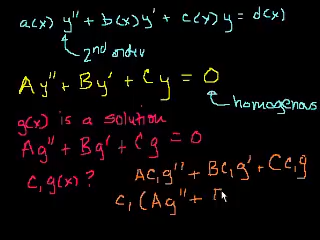 a(x) y'' + b(x) y' + c(x) y = d(x)
2nd order
Ay'' + By' + Cy = 0
homogenous
g(x) is a solution
Ag'' + Bg' + Cg = 0
c₁ g(x) ?
Ac₁g'' + Bc₁g' + Cc₁g
c₁ (Ag'' +